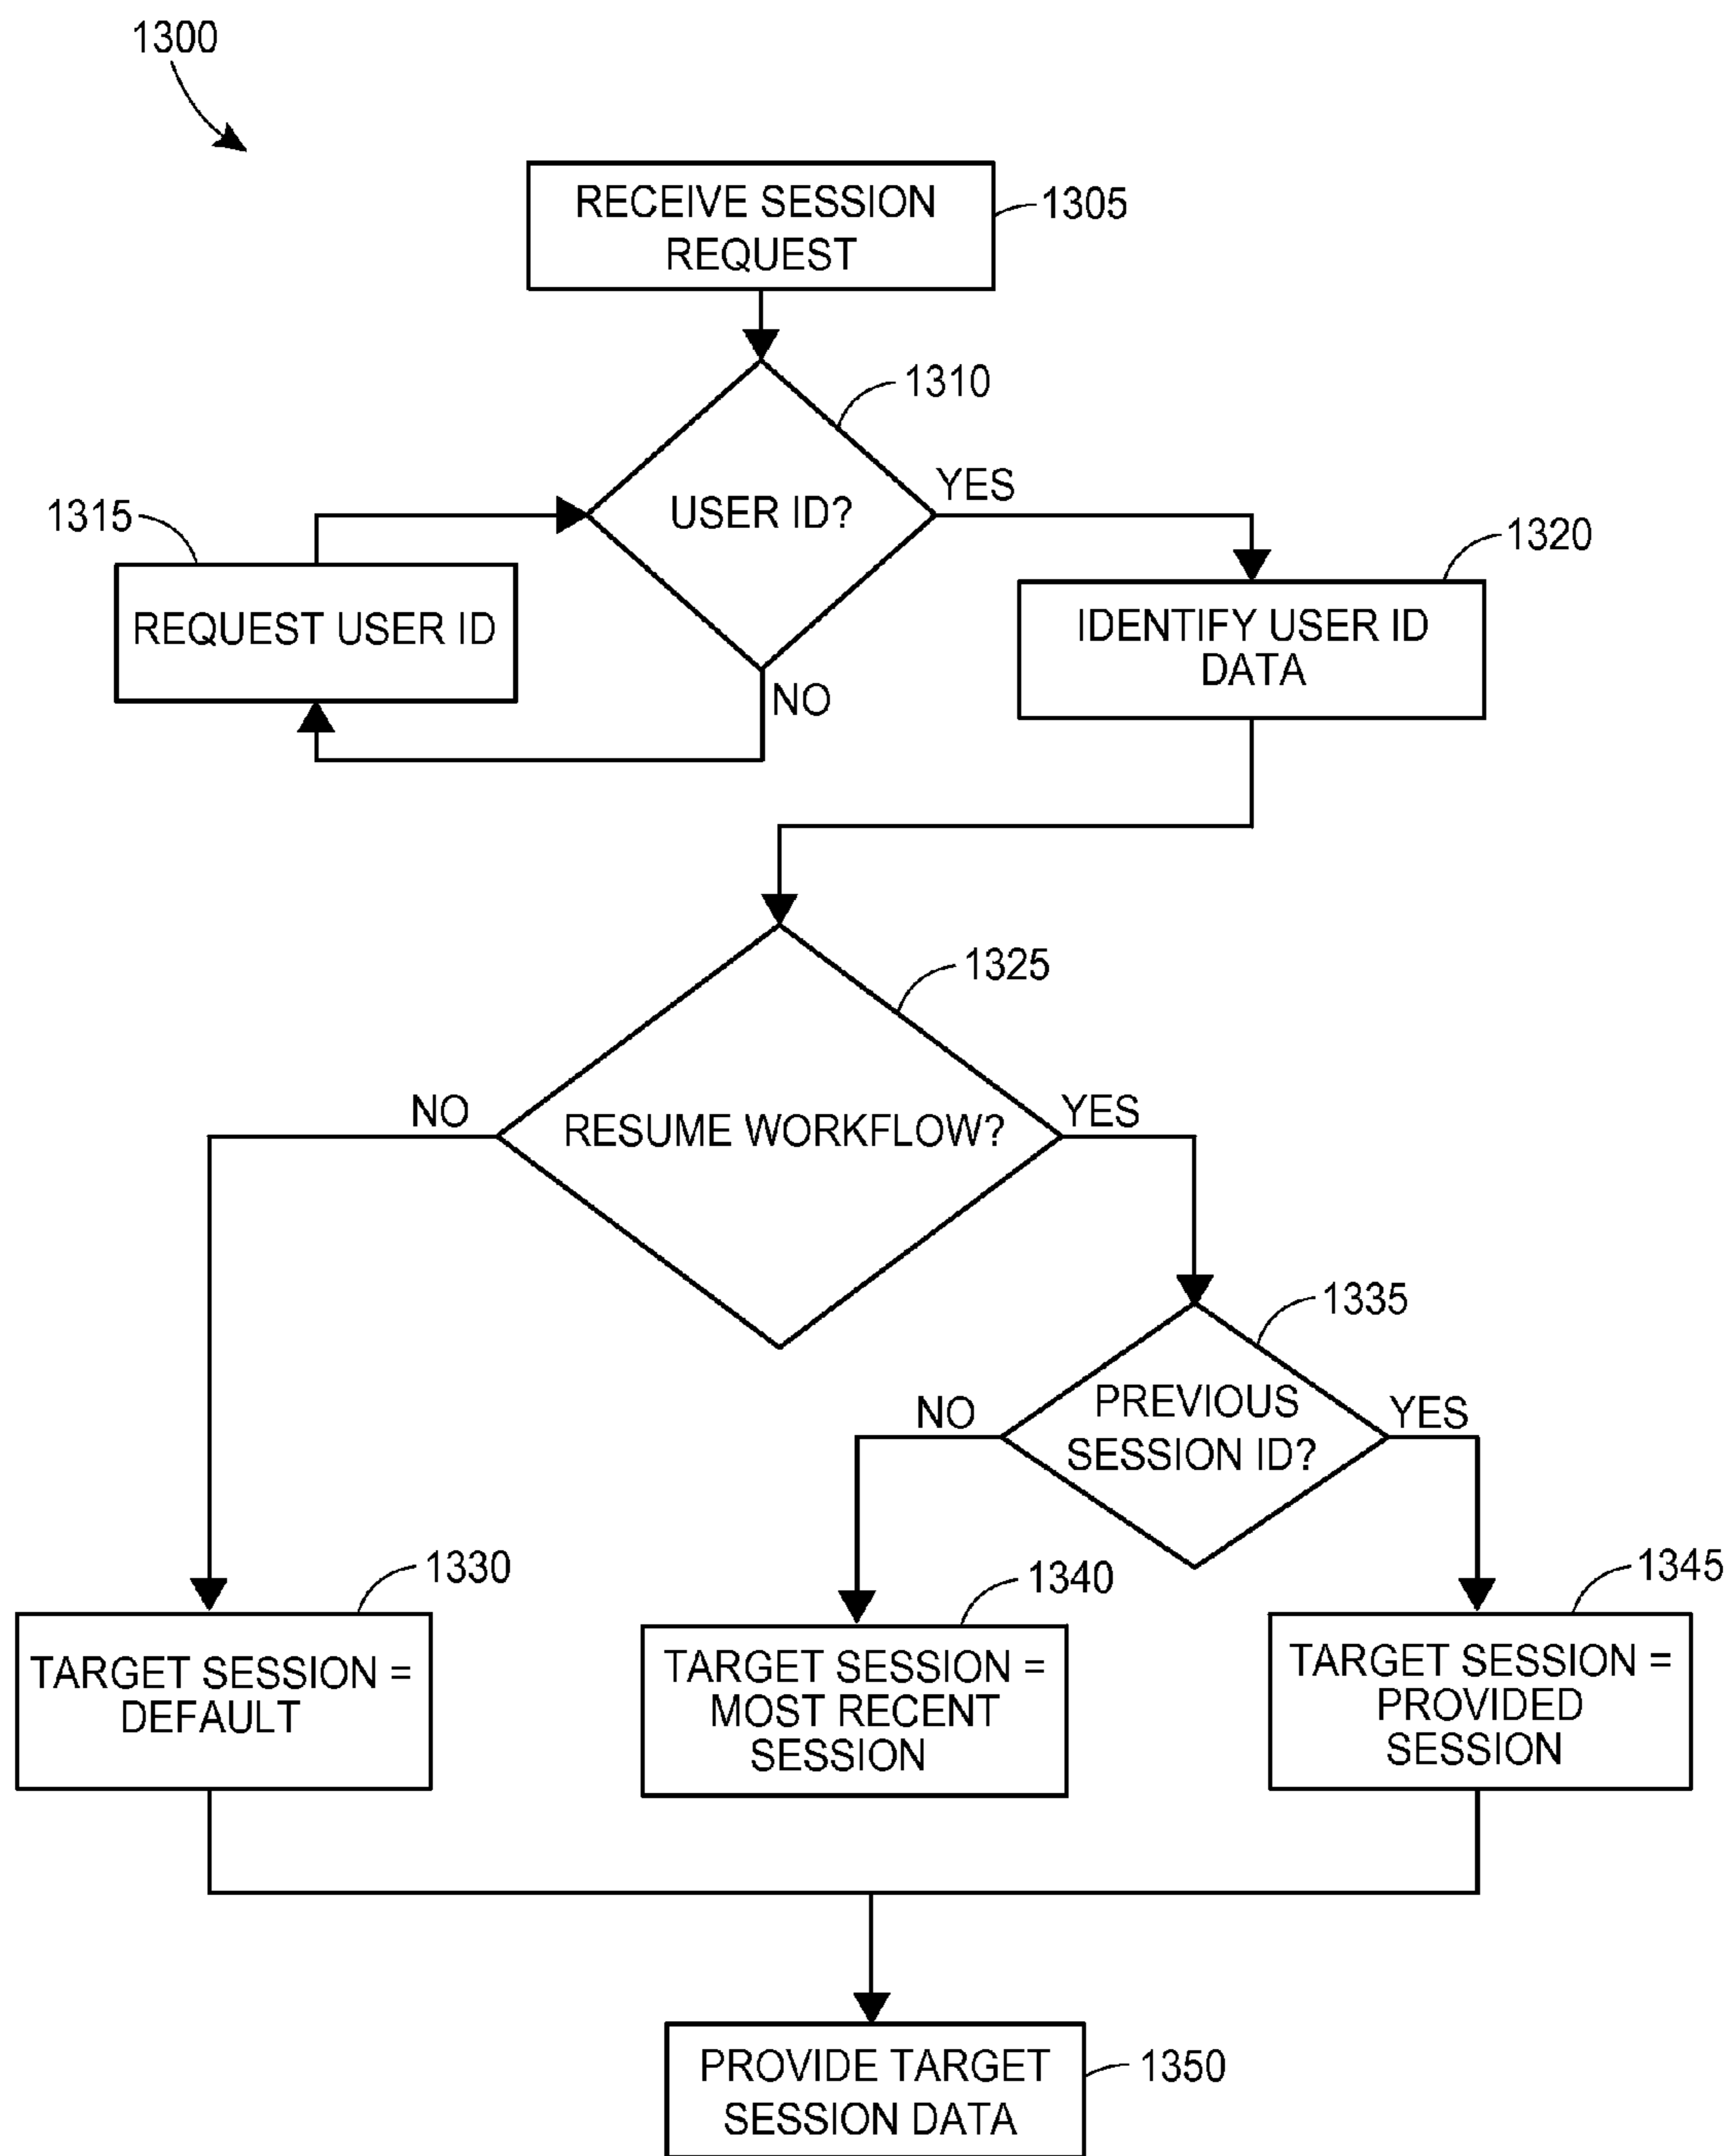 1300
RECEIVE SESSION
REQUEST
1305
1310
USER ID?
YES
NO
1315
REQUEST USER ID
1320
IDENTIFY USER ID
DATA
1325
RESUME WORKFLOW?
NO
YES
1335
PREVIOUS
SESSION ID?
NO
YES
1330
TARGET SESSION =
DEFAULT
1340
TARGET SESSION =
MOST RECENT
SESSION
1345
TARGET SESSION =
PROVIDED
SESSION
PROVIDE TARGET
SESSION DATA
1350